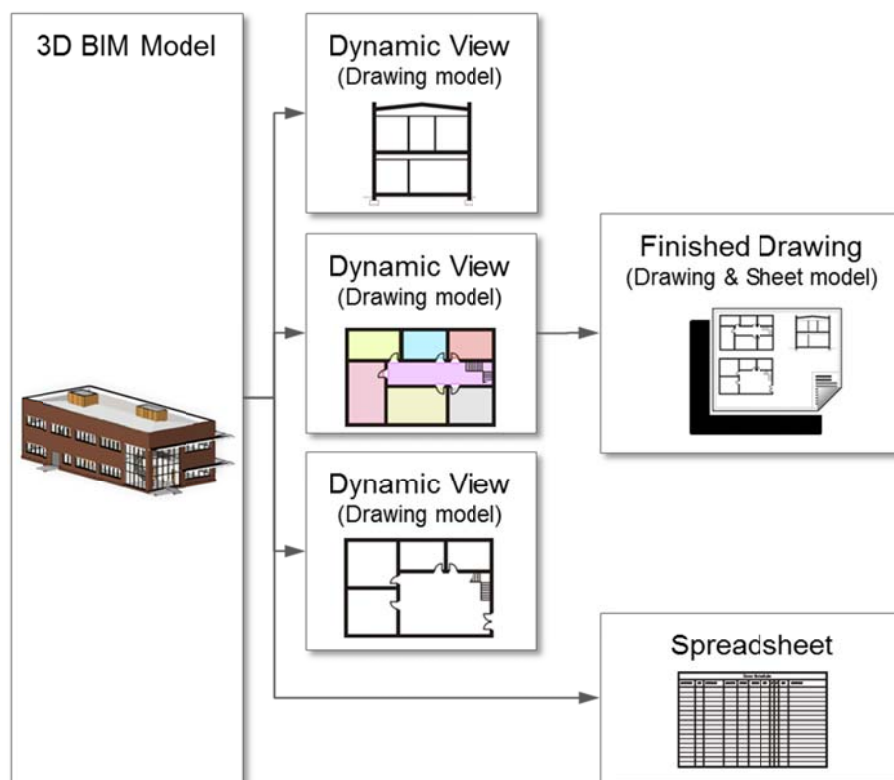 3D BIM Model
Dynamic View
(Drawing model)
Dynamic View
(Drawing model)
Dynamic View
(Drawing model)
Finished Drawing
(Drawing & Sheet model)
Spreadsheet